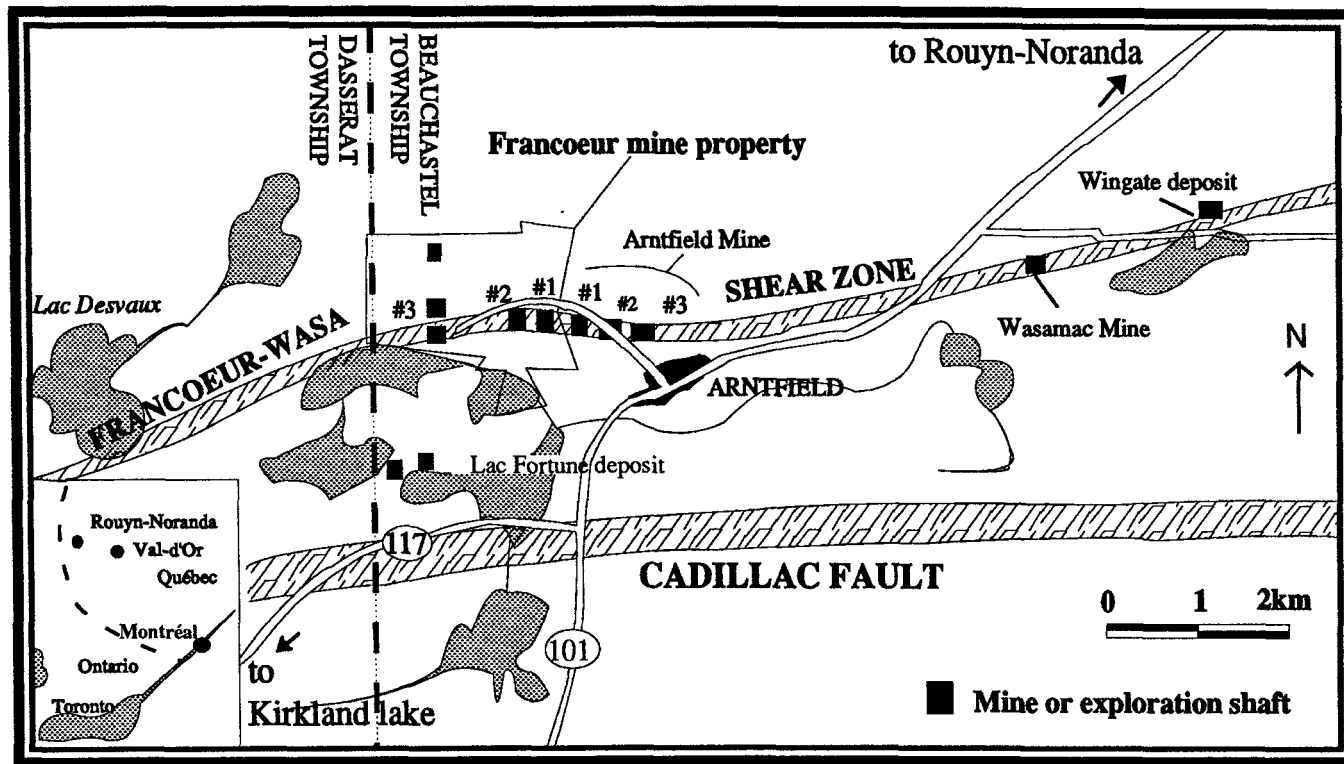 DASSERAT
TOWNSHIP
BEAUCHASTEL
TOWNSHIP
to Rouyn-Noranda
Francoeur mine property
Wingate deposit
Arntfield Mine
Lac Desvaux
FRANCOEUR-WASA
SHEAR ZONE
#3
#2
#1
#1
#2
#3
Wasamac Mine
N
ARNTFIELD
Lac Fortune deposit
117
CADILLAC FAULT
Rouyn-Noranda
Val-d'Or
Québec
Montréal
Ontario
Toronto
0 1 2km
101
to
Kirkland lake
Mine or exploration shaft